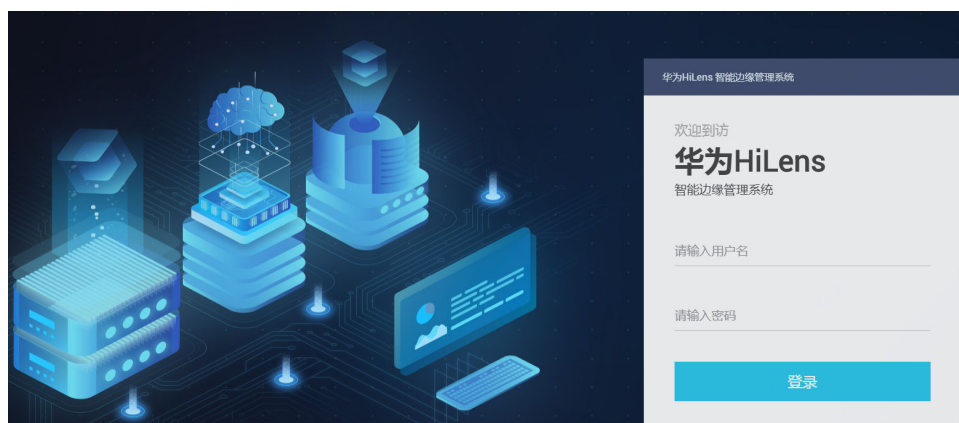 华为HiLens 智能边缘管理系统
欢迎到访
华为HiLens
智能边缘管理系统
请输入用户名
请输入密码
登录